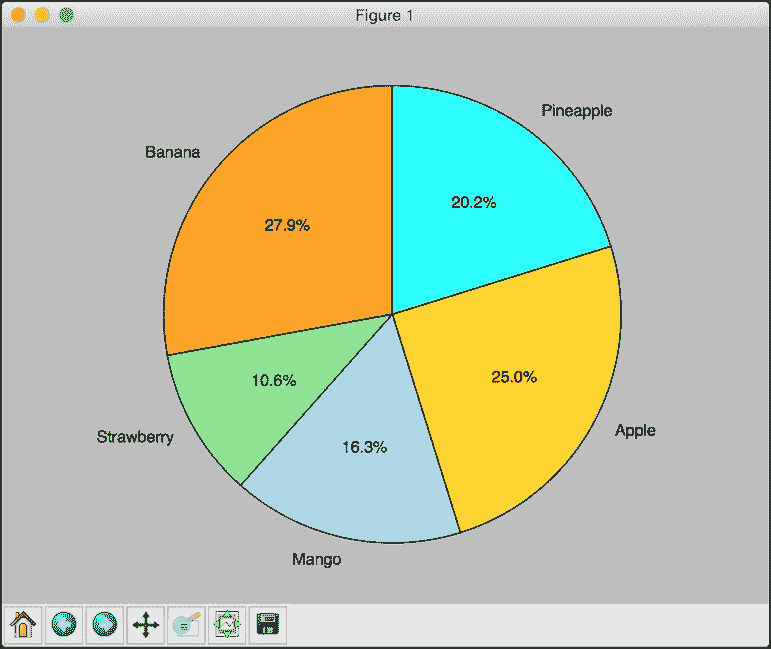 Figure 1
Pineapple
Banana
20.2%
27.9%
25.0%
10.6%
Apple
Strawberry
16.3%
Mango